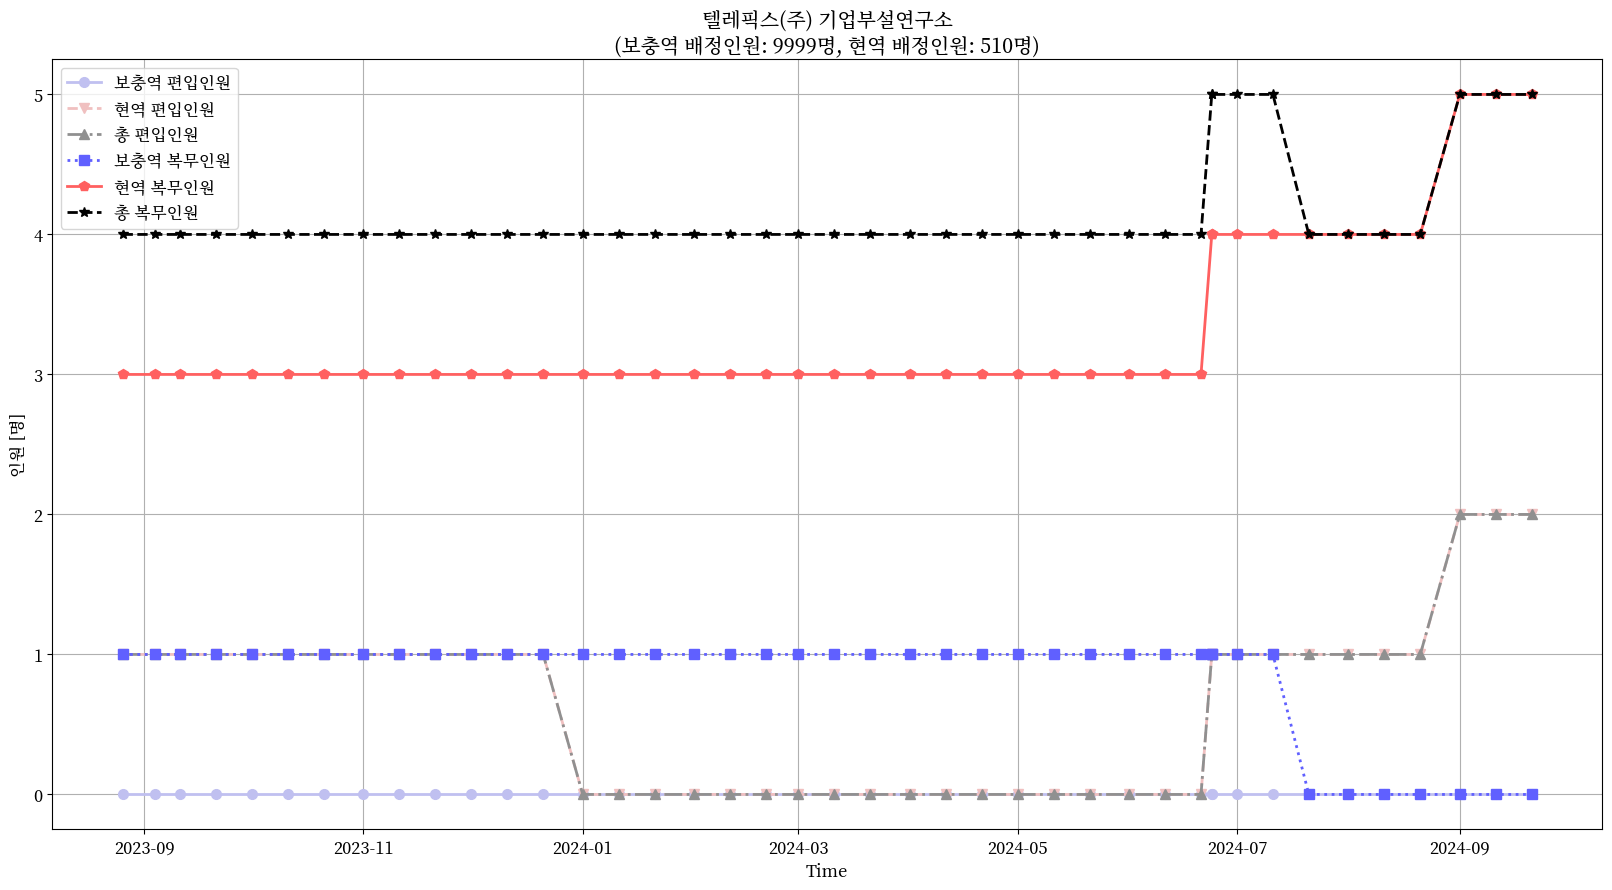 텔레픽스(주) 기업부설연구소
(보충역 배정인원: 9999명, 현역 배정인원: 510명)
보충역 편입인원
현역 편입인원
총 편입인원
보충역 복무인원
현역 복무인원
총 복무인원
인원 [명]
5
4
3
2
1
0
2023-09
2023-11
2024-01
2024-03
2024-05
2024-07
2024-09
Time